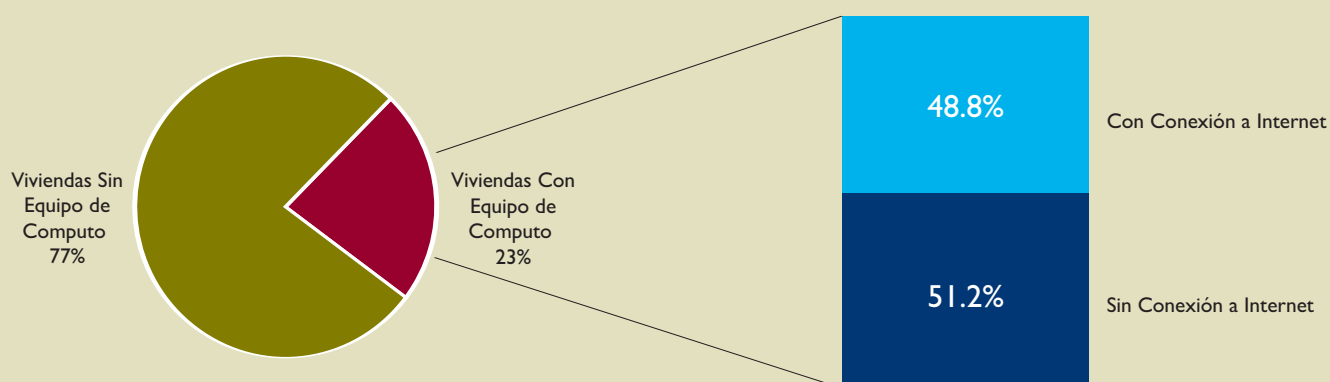 Viviendas Sin
Equipo de
Computo
77%
Viviendas Con
Equipo de
Computo
23%
48.8%
Con Conexión a Internet
51.2%
Sin Conexión a Internet